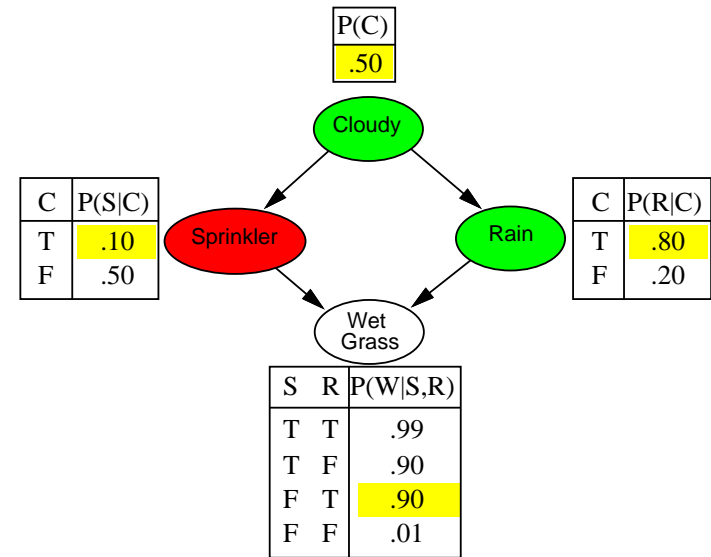 P(C)
.50
Cloudy
C P(S|C)
T .10
F .50
Sprinkler
Rain
C P(R|C)
T .80
F .20
Wet
Grass
S R P(W|S,R)
T T .99
T F .90
F T .90
F F .01